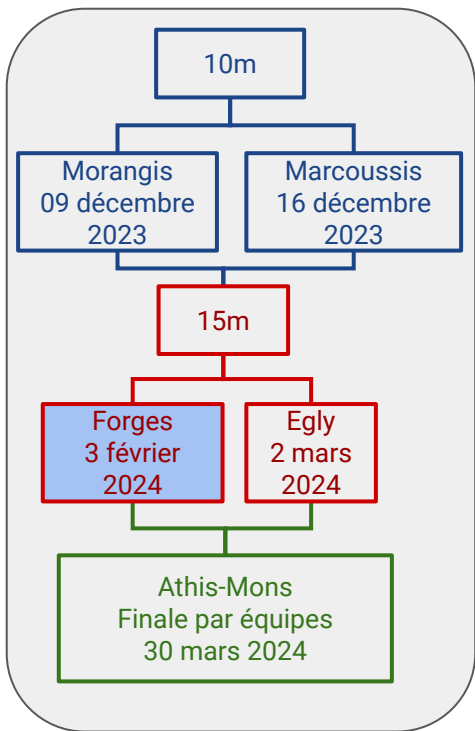 10m
Morangis
09 décembre
2023
Marcoussis
16 décembre
2023
15m
Forges
3 février
2024
Egly
2 mars
2024
Athis-Mons
Finale par équipes
30 mars 2024